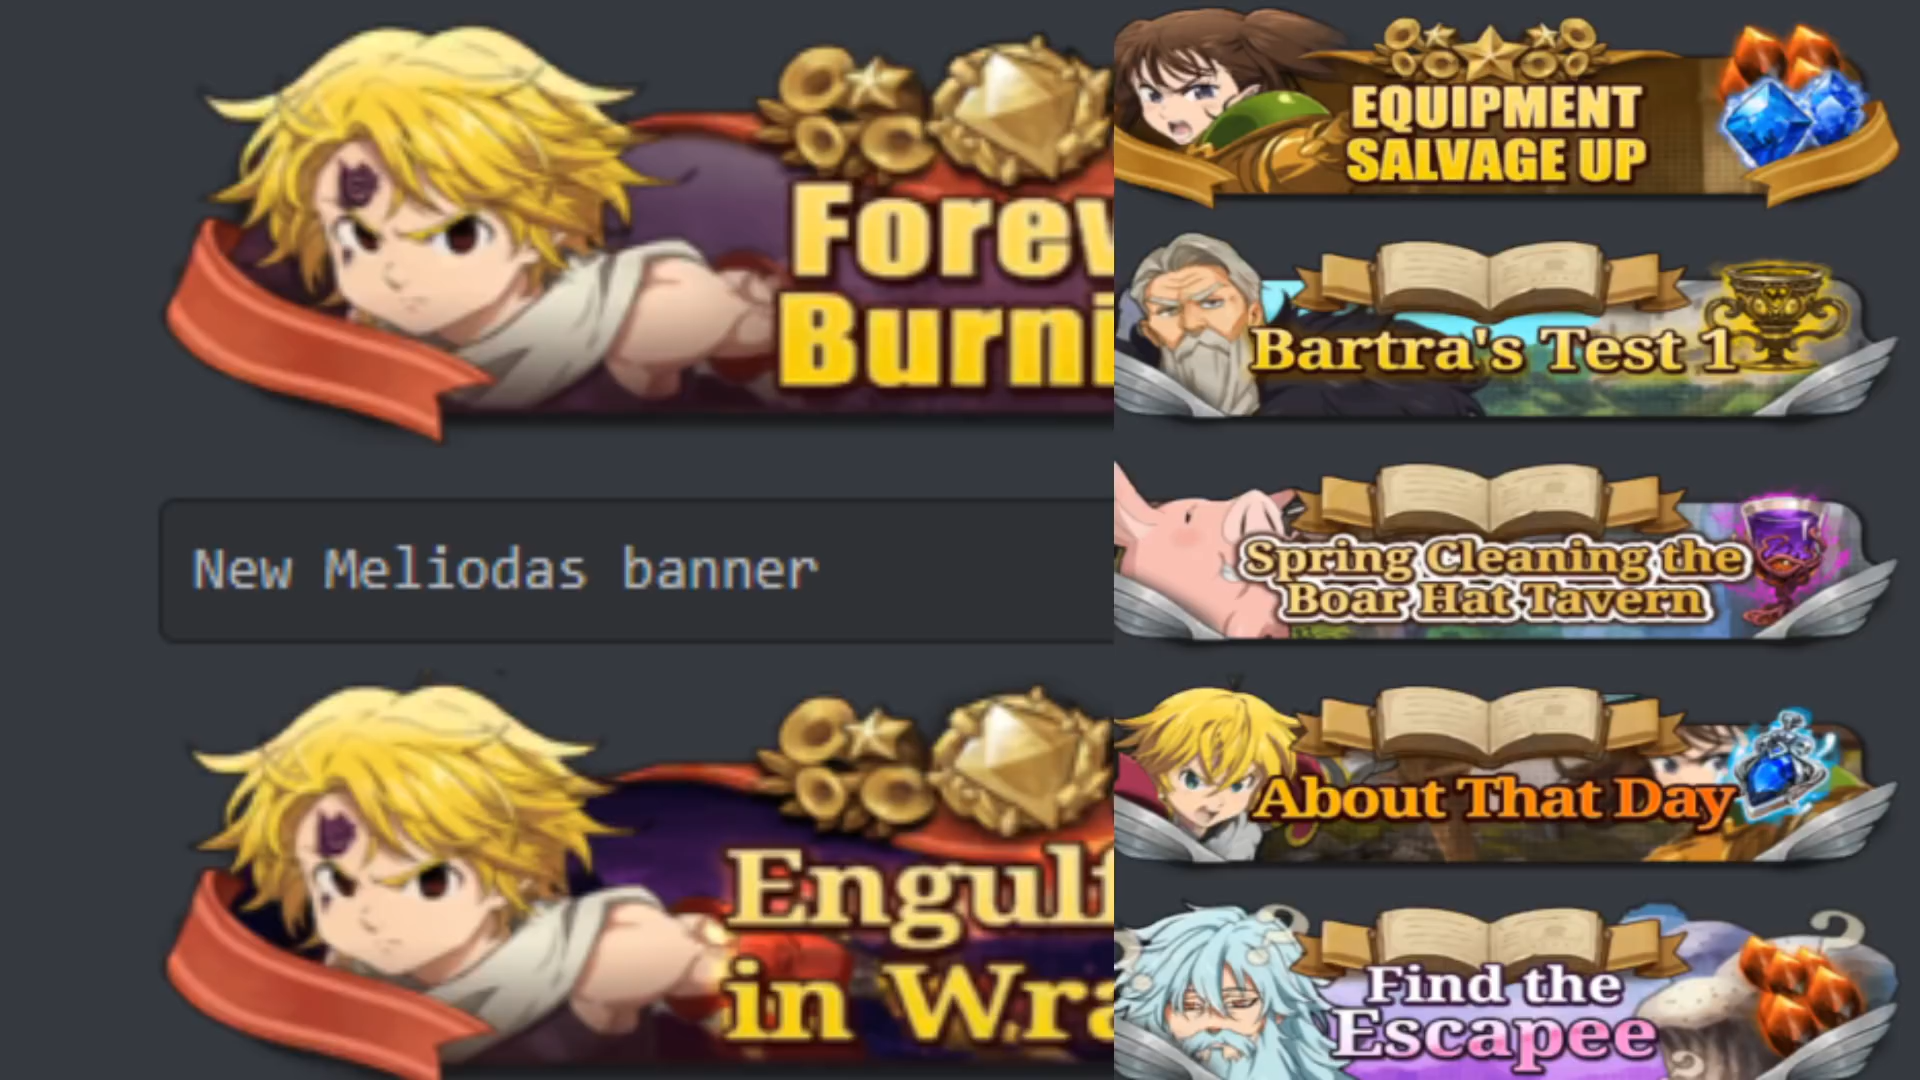 Forev
Burni
New Meliodas banner
Engulf
in Wra
EQUIPMENT
SALVAGE UP
Bartra's Test 1
Spring Cleaning the
Boar Hat Tavern
About That Day
Find the
Escapee